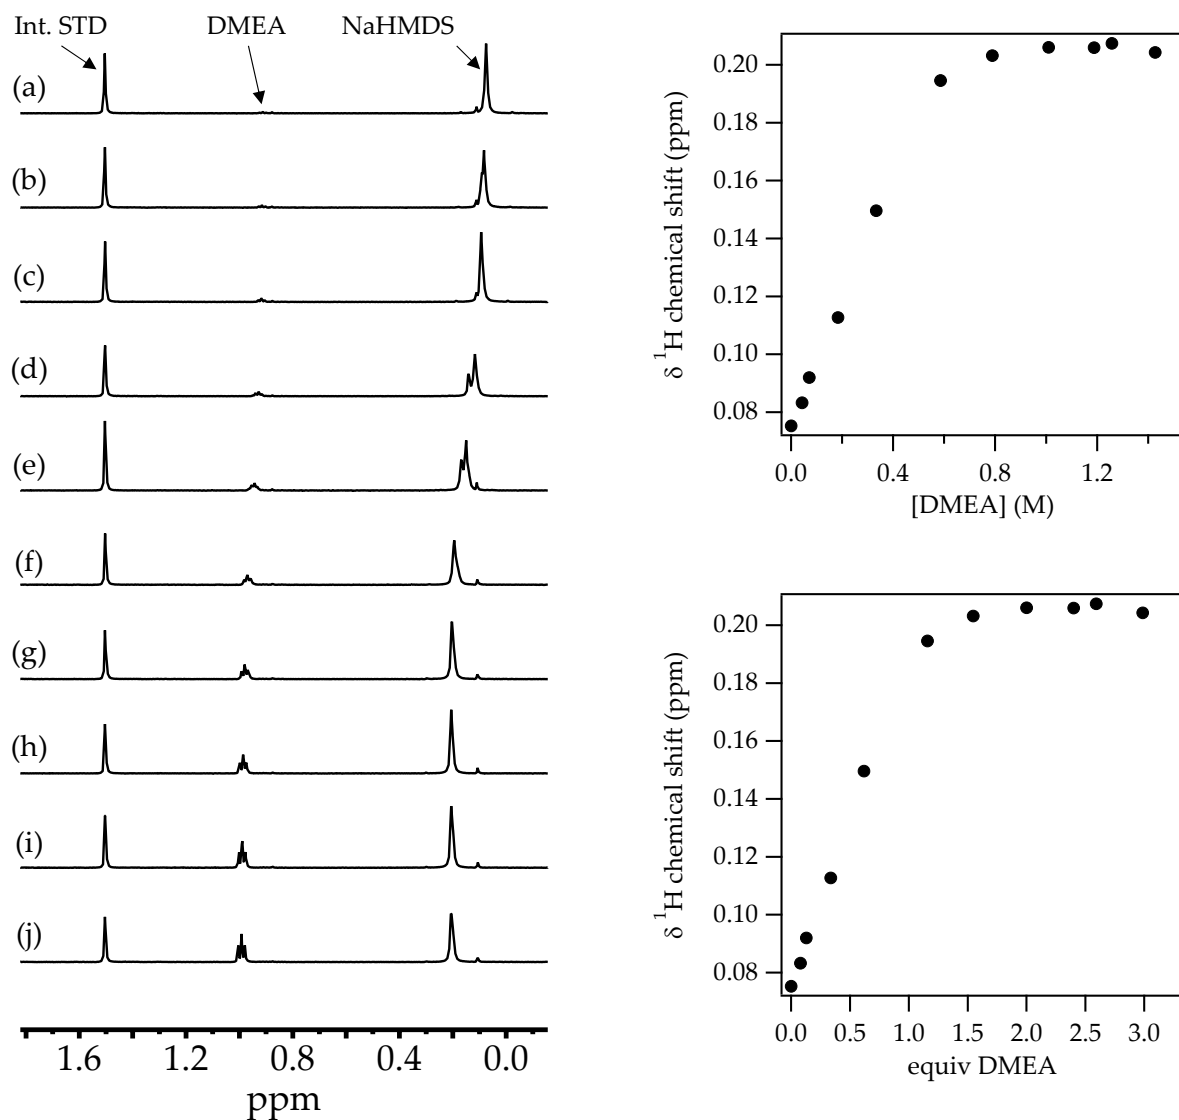 Int. STD
DMEA
NaHMDS
(a)
(b)
(c)
(d)
(e)
(f)
(g)
(h)
(i)
(j)
1.6 1.2 0.8 0.4 0.0
ppm
δ ¹H chemical shift (ppm)
0.20
0.18
0.16
0.14
0.12
0.10
0.08
0.0 0.4 0.8 1.2
[DMEA] (M)
δ ¹H chemical shift (ppm)
0.20
0.18
0.16
0.14
0.12
0.10
0.08
0.0 0.5 1.0 1.5 2.0 2.5 3.0
equiv DMEA